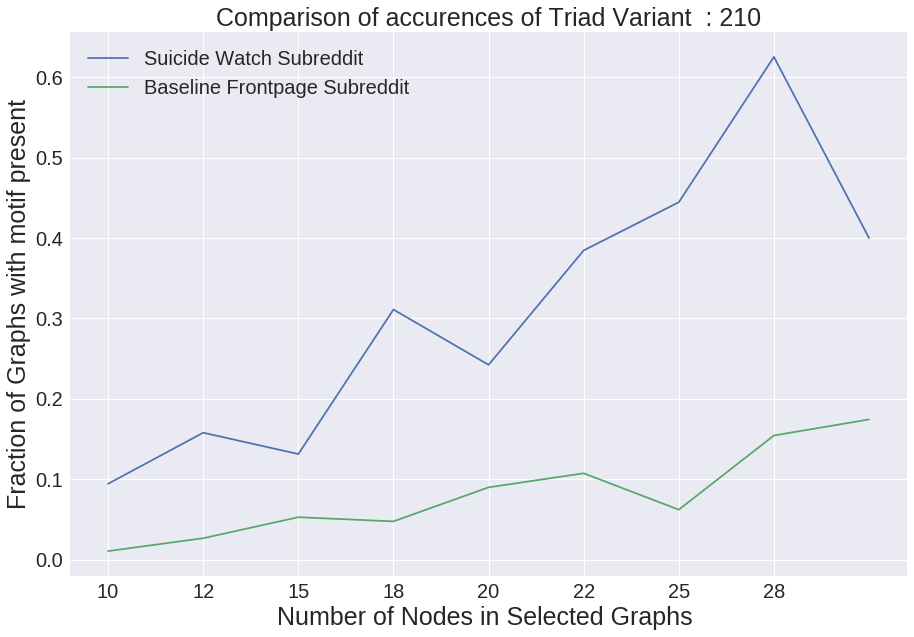 Comparison of accurences of Triad Variant : 210
Suicide Watch Subreddit
Baseline Frontpage Subreddit
Fraction of Graphs with motif present
0.6
0.5
0.4
0.3
0.2
0.1
0.0
10 12 15 18 20 22 25 28
Number of Nodes in Selected Graphs